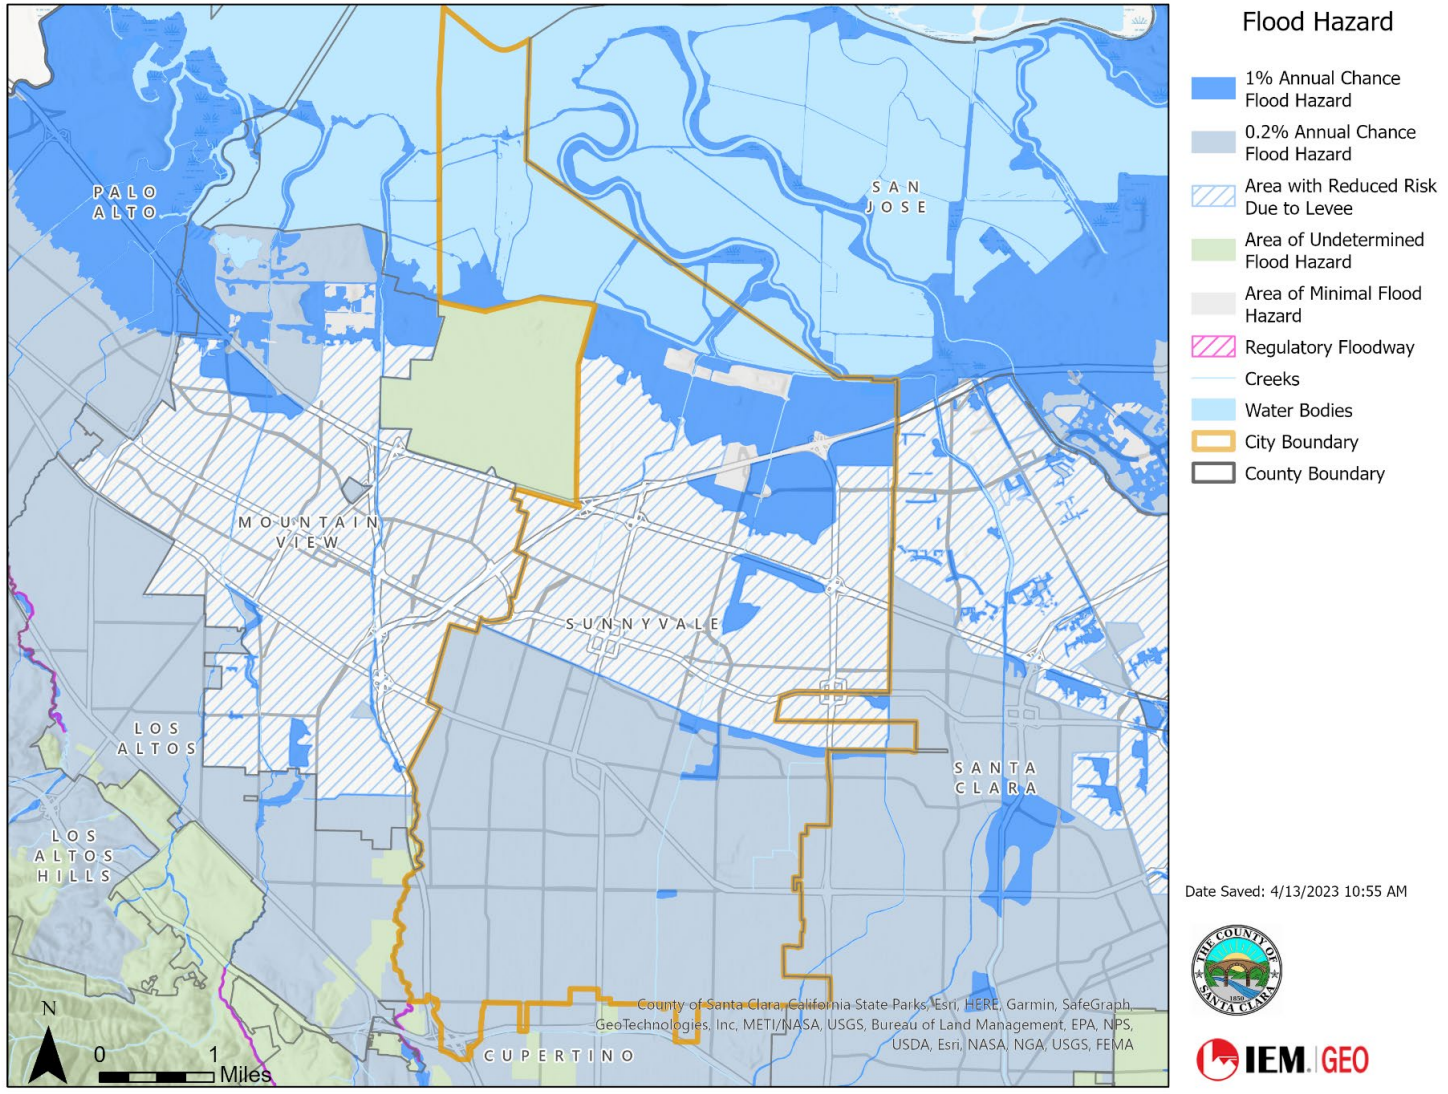 Flood Hazard
1% Annual Chance
Flood Hazard
0.2% Annual Chance
Flood Hazard
Area with Reduced Risk
Due to Levee
Area of Undetermined
Flood Hazard
Area of Minimal Flood
Hazard
Regulatory Floodway
Creeks
Water Bodies
City Boundary
County Boundary
PALO
ALTO
SAN
JOSE
MOUNTAIN
VIEW
SUNNYVALE
LOS
ALTOS
SANTA
CLARA
LOS
ALTOS
HILLS
CUPERTINO
N
0 1
Miles
County of Santa Clara, California State Parks, Esri, HERE, Garmin, SafeGraph,
GeoTechnologies, Inc, METI/NASA, USGS, Bureau of Land Management, EPA, NPS,
USDA, Esri, NASA, NGA, USGS, FEMA
Date Saved: 4/13/2023 10:55 AM
THE COUNTY OF
SANTA CLARA
1850
IEM. | GEO